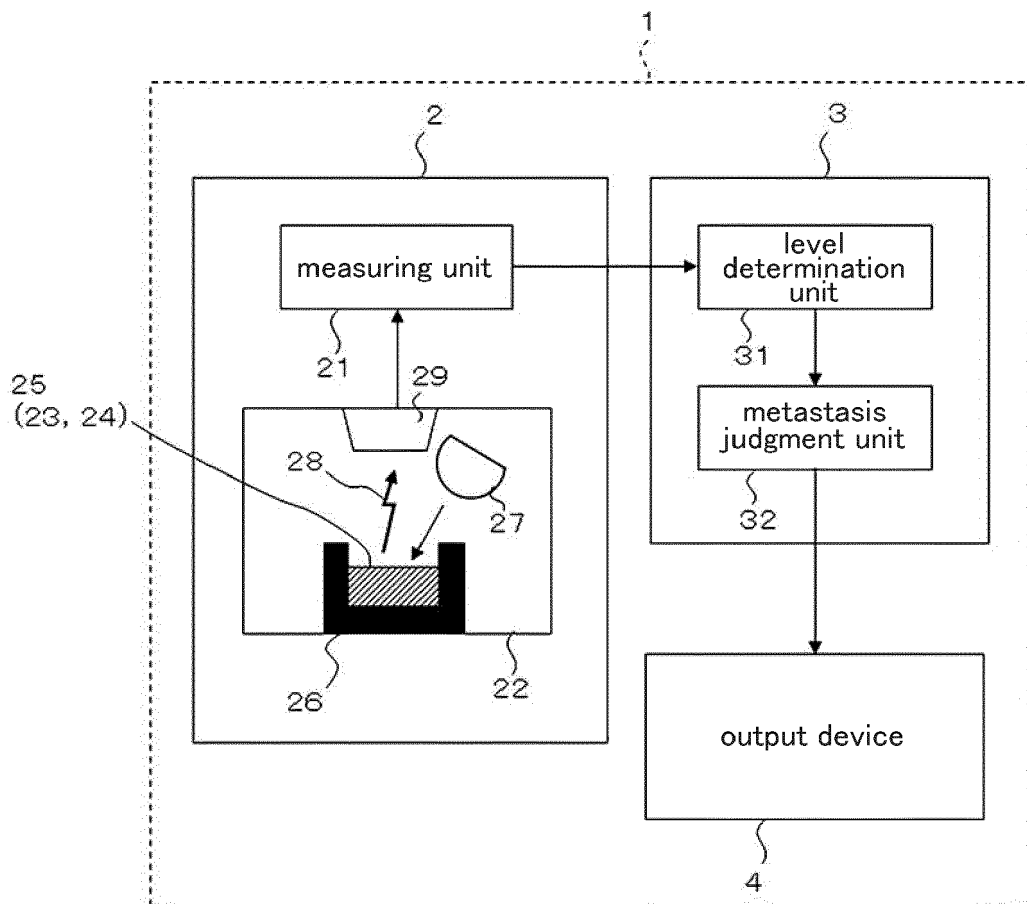 1
2
3
measuring unit
level
determination
unit
21
31
25
(23, 24)
29
metastasis
judgment unit
28
27
32
26
22
output device
4